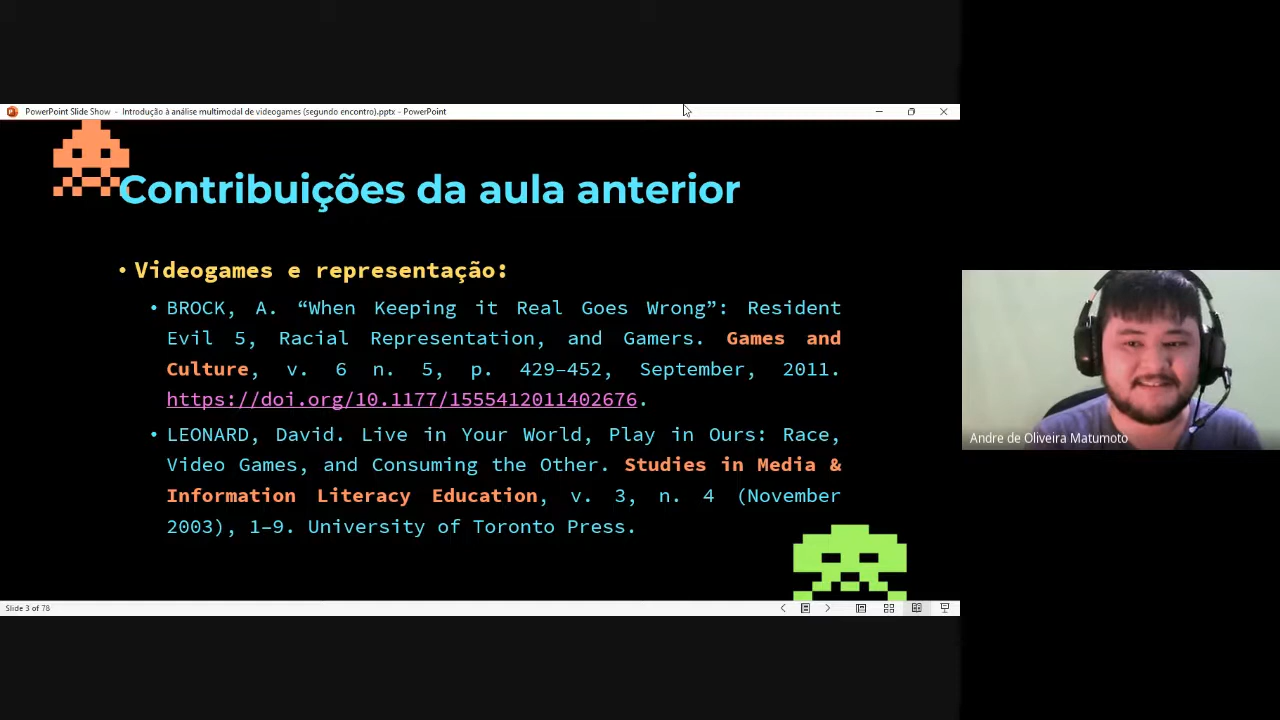 PowerPoint Slide Show - Introdução à análise multimodal de videogames (segundo encontro).pptx - PowerPoint
Contribuições da aula anterior
• Videogames e representação:
• BROCK, A. “When Keeping it Real Goes Wrong”: Resident
Evil 5, Racial Representation, and Gamers. Games and
Culture, v. 6 n. 5, p. 429–452, September, 2011.
https://doi.org/10.1177/1555412011402676.
• LEONARD, David. Live in Your World, Play in Ours: Race,
Video Games, and Consuming the Other. Studies in Media &
Information Literacy Education, v. 3, n. 4 (November
2003), 1–9. University of Toronto Press.
Andre de Oliveira Matumoto
Slide 3 of 78